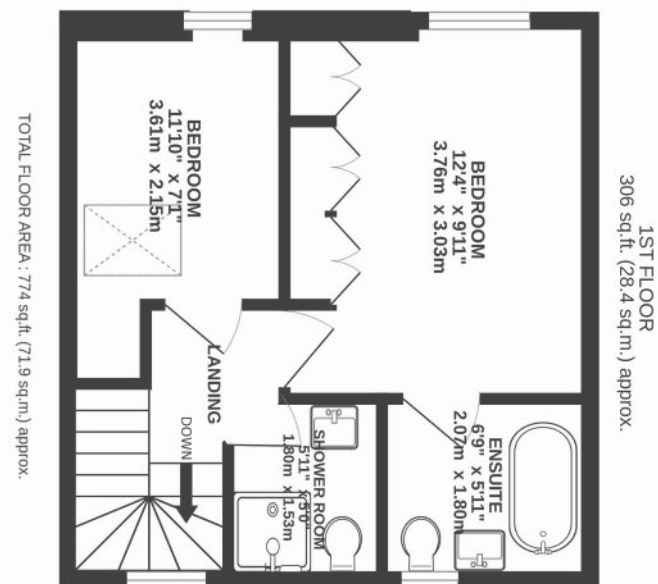 1ST FLOOR
306 sq.ft. (28.4 sq.m.) approx.
BEDROOM
12'4" x 9'11"
3.76m x 3.03m
ENSUITE
6'9" x 5'11"
2.07m x 1.80m
BEDROOM
11'10" x 7'1"
3.61m x 2.15m
LANDING
DOWN
SHOWER ROOM
5'11" x 5'0"
1.80m x 1.53m
TOTAL FLOOR AREA : 774 sq.ft. (71.9 sq.m.) approx.